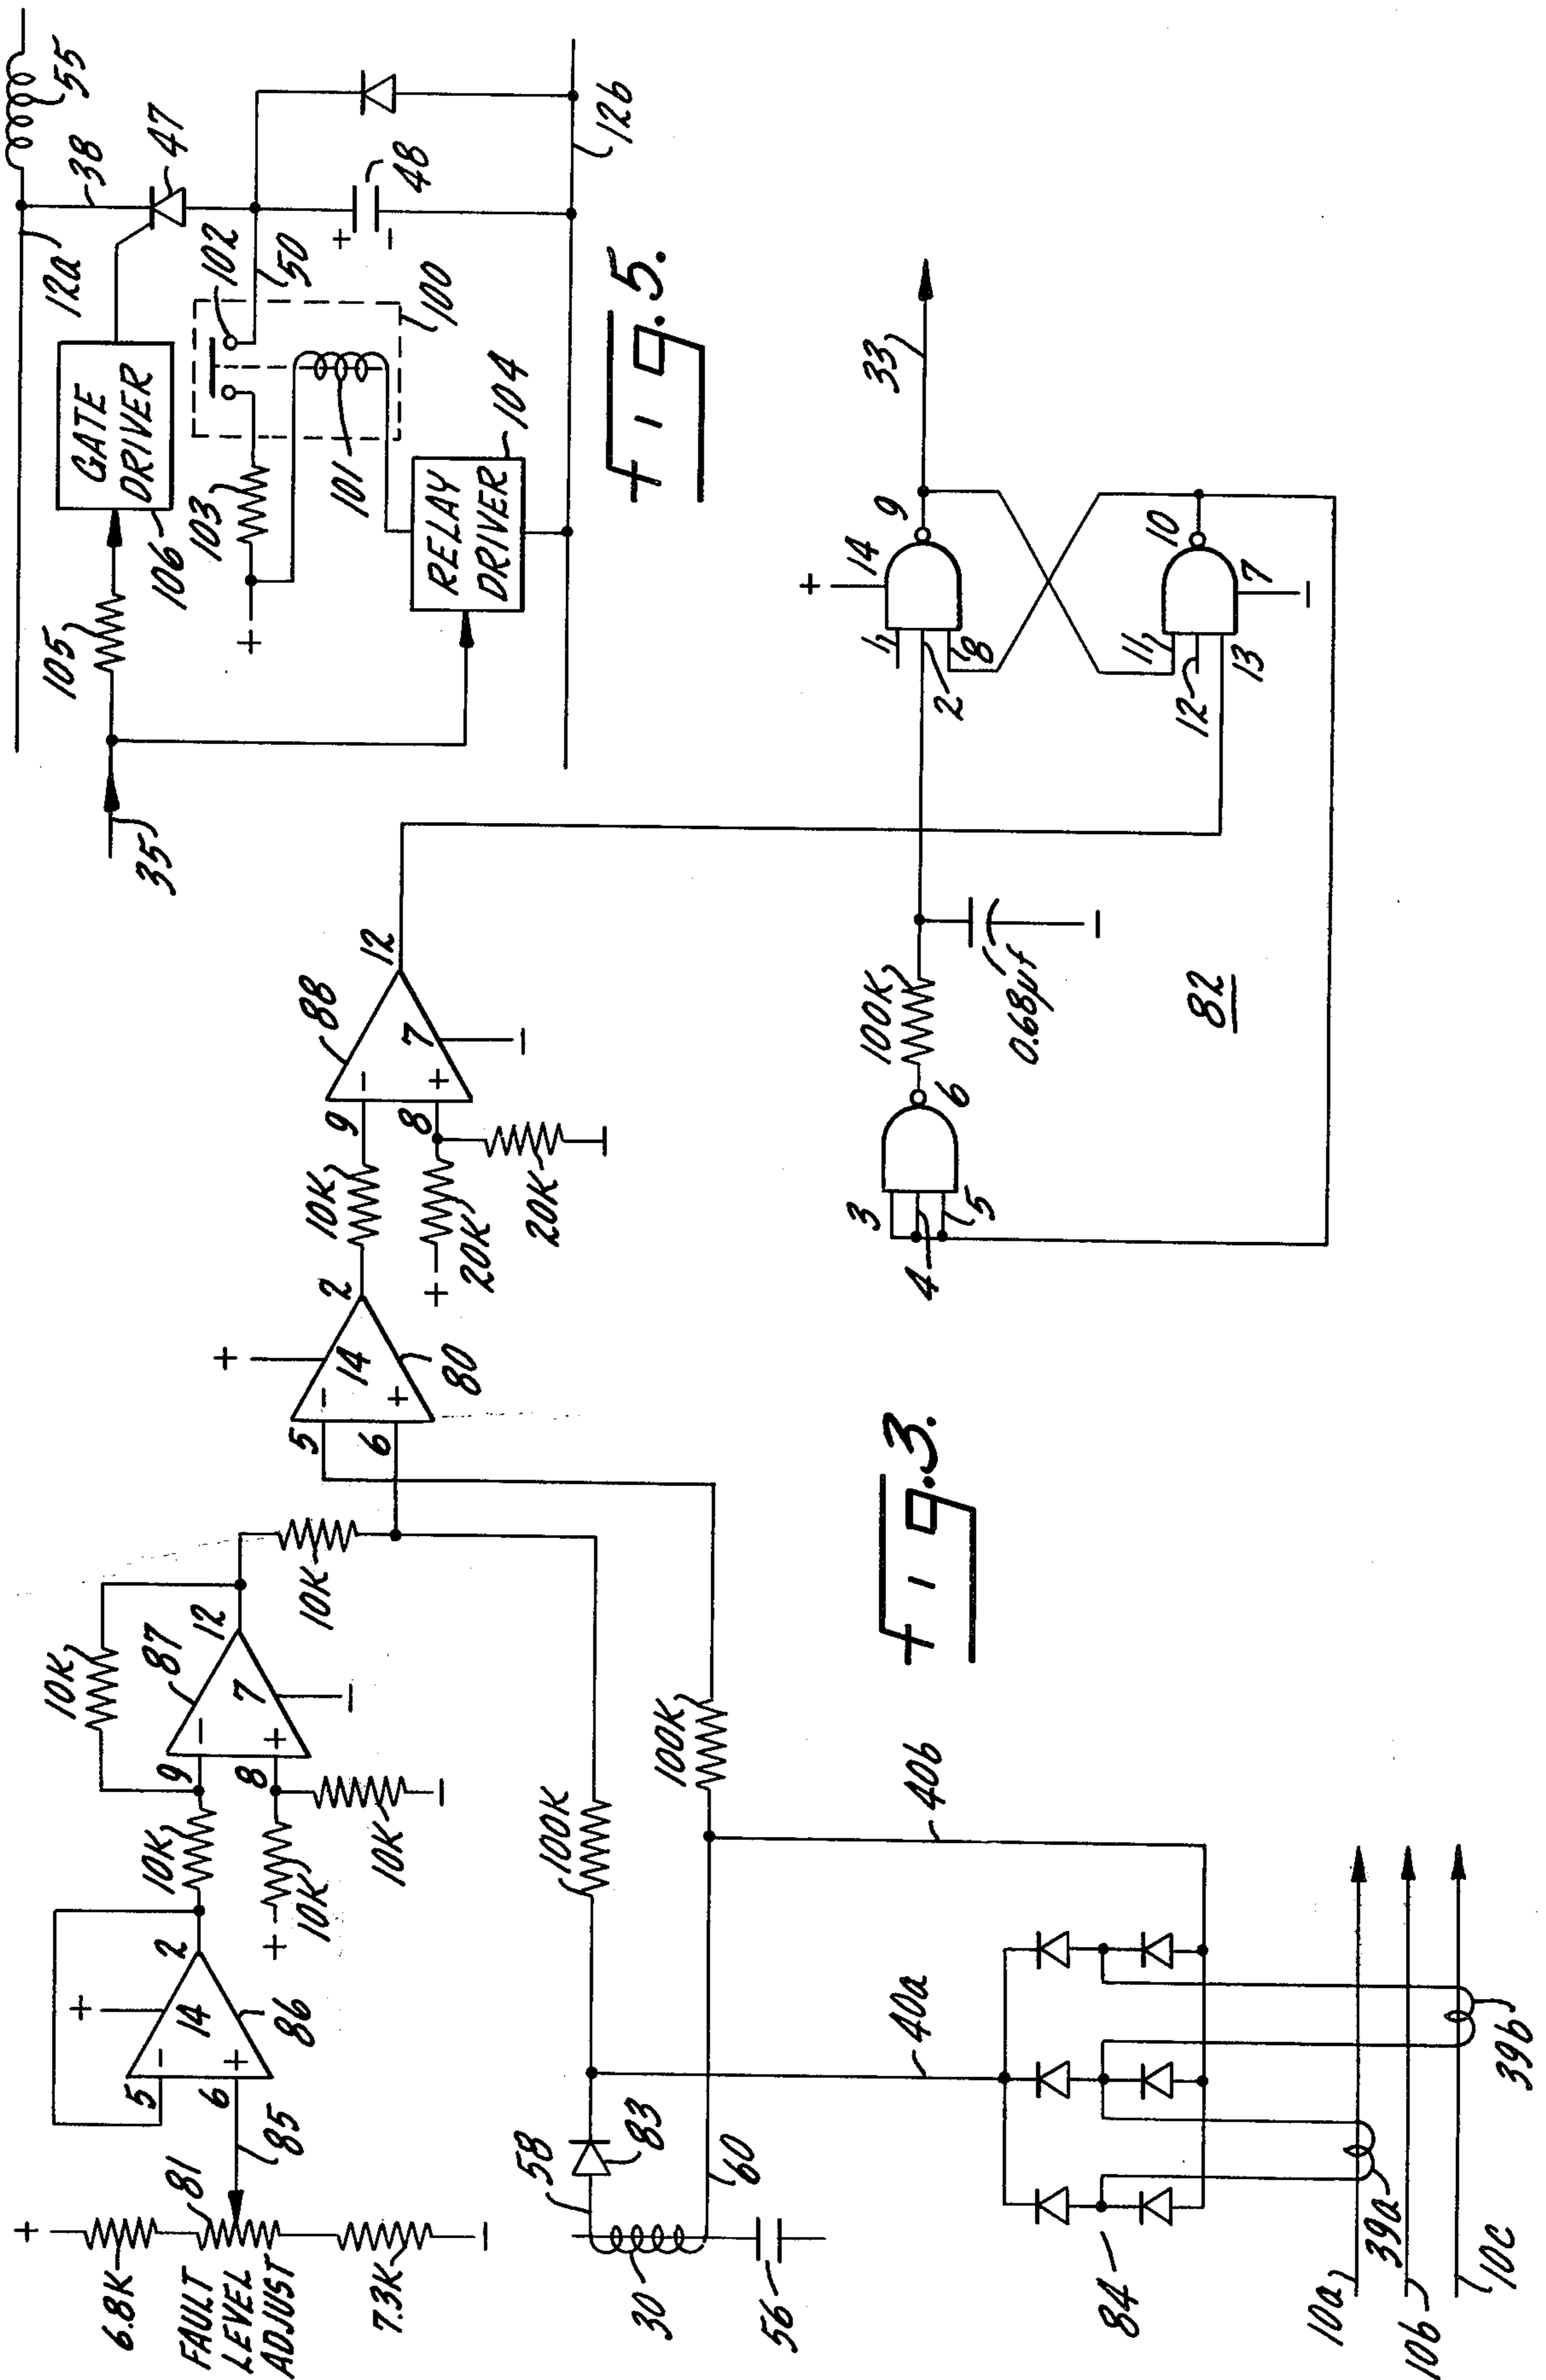 6.8K
FAULT
LEVEL
ADJUST
81
7.3K
85
+
5
6
−
+
14
2
86
+
10K
9
8
−
+
7
12
87
10K
10K
10K
10K
+
5
6
−
+
14
2
80
10K
9
8
−
+
7
12
88
+
20K
20K
58
83
100K
30
60
100K
56
40a
40b
84
10a
39a
10b
10c
39b
fig.3.
3
4
5
6
100K
0.68µf
82
+
1
2
8
14
9
33
11
12
13
10
7
35
105
106
GATE
DRIVER
12a
38
47
55
+
103
102
50
101
100
+
−
48
RELAY
DRIVER
104
12b
fig.5.